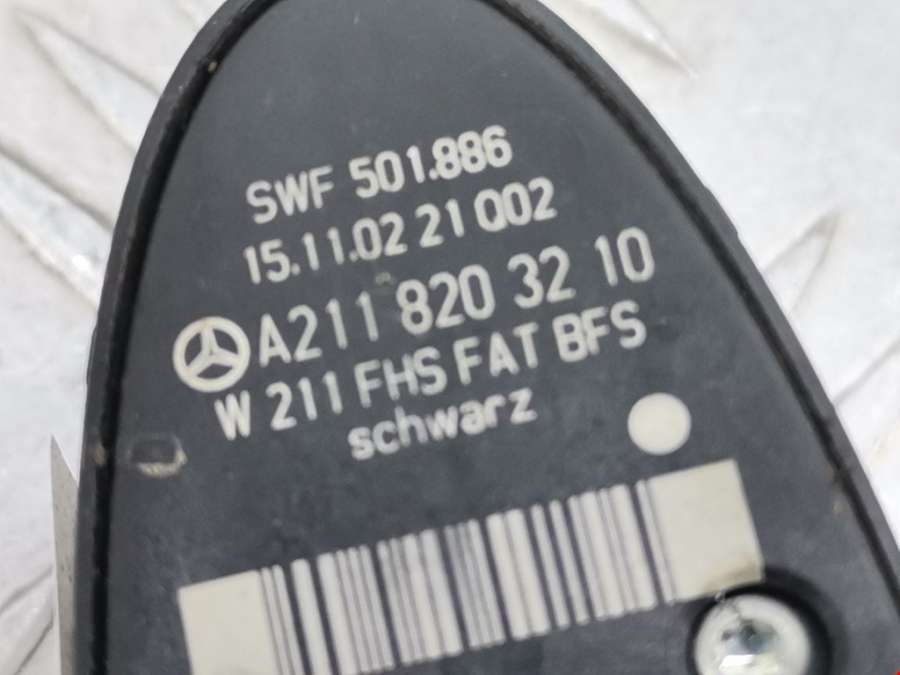 SWF 501.886
15.11.02 21 002
A211 820 32 10
W 211 FHS FAT BFS
schwarz